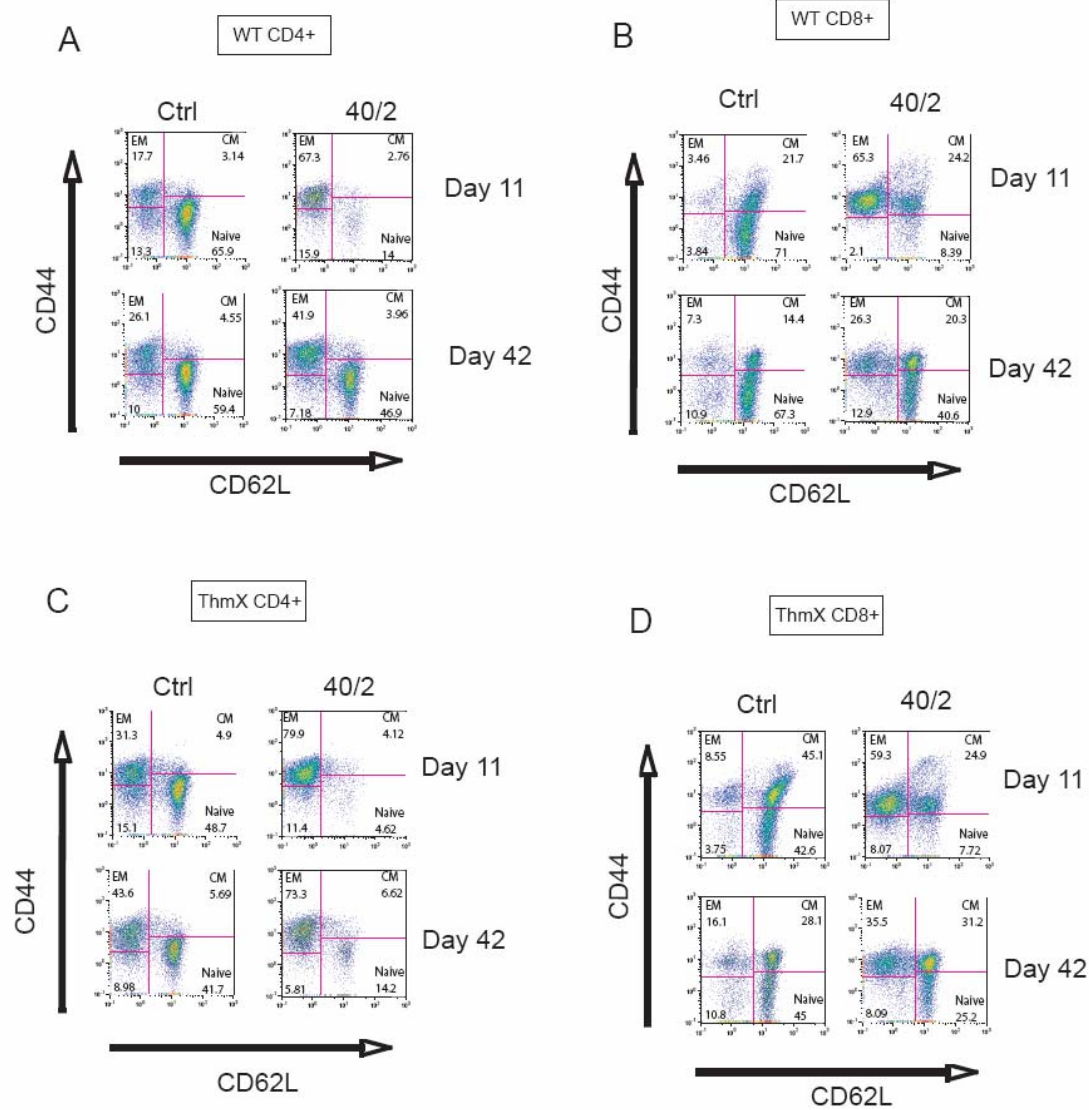 A
WT CD4+
Ctrl
40/2
EM
CM
17.7
3.14
13.3
Naive
65.9
EM
CM
67.3
2.76
15.9
Naive
14
Day 11
EM
CM
26.1
4.55
10
Naive
59.4
EM
CM
41.9
3.96
7.18
Naive
46.9
Day 42
CD44
CD62L
B
WT CD8+
Ctrl
40/2
EM
CM
3.46
21.7
3.84
Naive
71
EM
CM
65.3
24.2
2.1
Naive
8.39
Day 11
EM
CM
7.3
14.4
10.9
Naive
67.3
EM
CM
26.3
20.3
12.9
Naive
40.6
Day 42
CD44
CD62L
C
ThmX CD4+
Ctrl
40/2
EM
CM
31.3
4.9
15.1
Naive
48.7
EM
CM
79.9
4.12
11.4
Naive
4.62
Day 11
EM
CM
43.6
5.69
8.98
Naive
41.7
EM
CM
73.3
6.62
5.81
Naive
14.2
Day 42
CD44
CD62L
D
ThmX CD8+
Ctrl
40/2
EM
CM
8.55
45.1
3.75
Naive
42.6
EM
CM
59.3
24.9
8.07
Naive
7.72
Day 11
EM
CM
16.1
28.1
10.8
Naive
45
EM
CM
35.5
31.2
8.09
Naive
25.2
Day 42
CD44
CD62L